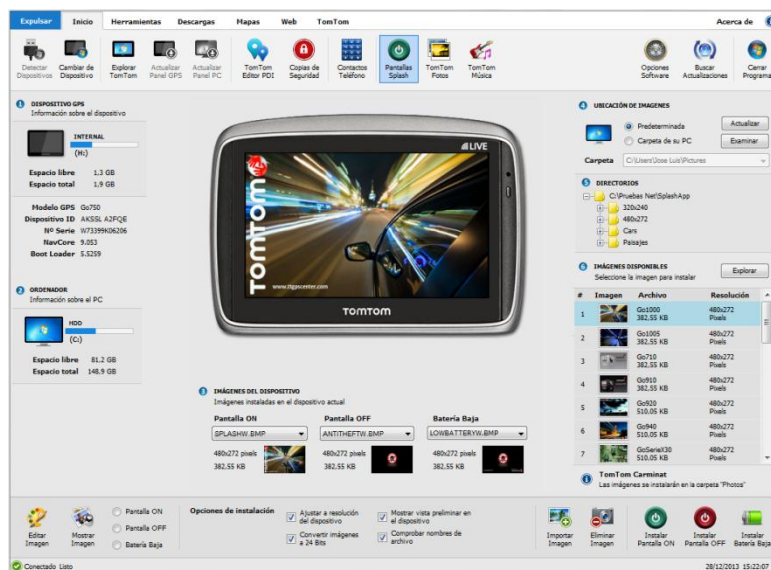 Expulsar Inicio Herramientas Descargas Mapas Web TomTom Acerca de
Detectar Dispositivos
Cambiar de Dispositivo
Explorar TomTom
Actualizar Panel GPS
Actualizar Panel PC
TomTom Editor PDI
Copias de Seguridad
Contactos Teléfono
Pantallas Splash
TomTom Fotos
TomTom Música
Opciones Software
Buscar Actualizaciones
Cerrar Programa
1 DISPOSITIVO GPS
Información sobre el dispositivo
INTERNAL
(H:)
Espacio libre 1,3 GB
Espacio total 1,9 GB
Modelo GPS Go750
Dispositivo ID AKSSL A2FQE
Nº Serie W73399K06206
NavCore 9.053
Boot Loader 5.5259
2 ORDENADOR
Información sobre el PC
HDD
(C:)
Espacio libre 81,2 GB
Espacio total 148,9 GB
LIVE
TOMTOM
www.ttgpscenter.com
TOMTOM
3 IMÁGENES DEL DISPOSITIVO
Imágenes instaladas en el dispositivo actual
Pantalla ON Pantalla OFF Batería Baja
SPLASHW.BMP ANTITHEFTW.BMP LOWBATTERYW.BMP
480x272 pixels 480x272 pixels 480x272 pixels
382,55 KB 382,55 KB 382,55 KB
4 UBICACIÓN DE IMAGENES
Predeterminada Actualizar
Carpeta de su PC Examinar
Carpeta C:\Users\Jose Luis\Pictures
5 DIRECTORIOS
C:\Pruebas Net\SplashApp
320x240
480x272
Cars
Paisajes
6 IMÁGENES DISPONIBLES
Seleccione la imagen para instalar
Explorar
# Imagen Archivo Resolución
1 Go1000 480x272
382,55 KB Pixels
2 Go1005 480x272
382,55 KB Pixels
3 Go710 480x272
382,55 KB Pixels
4 Go910 480x272
382,55 KB Pixels
5 Go920 480x272
510,05 KB Pixels
6 Go940 480x272
510,05 KB Pixels
7 GoSerieX30 480x272
510,05 KB Pixels
TomTom Carminat
Las imágenes se instalarán en la carpeta "Photos"
Editar Imagen
Mostrar Imagen
Pantalla ON
Pantalla OFF
Batería Baja
Opciones de instalación
Ajustar a resolución del dispositivo
Convertir imágenes a 24 Bits
Mostrar vista preliminar en el dispositivo
Comprobar nombres de archivo
Importar Imagen
Eliminar Imagen
Instalar Pantalla ON
Instalar Pantalla OFF
Instalar Batería Baja
Conectado Listo 28/12/2013 15:22:07